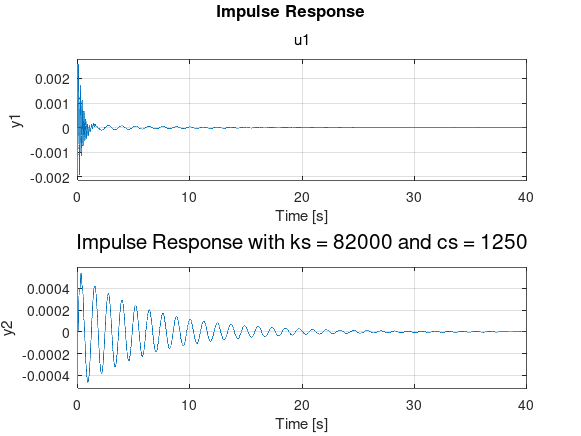 Impulse Response
u1
0.002
0.001
0
-0.001
-0.002
y1
0 10 20 30 40
Time [s]
Impulse Response with ks = 82000 and cs = 1250
0.0004
0.0002
0
-0.0002
-0.0004
y2
0 10 20 30 40
Time [s]